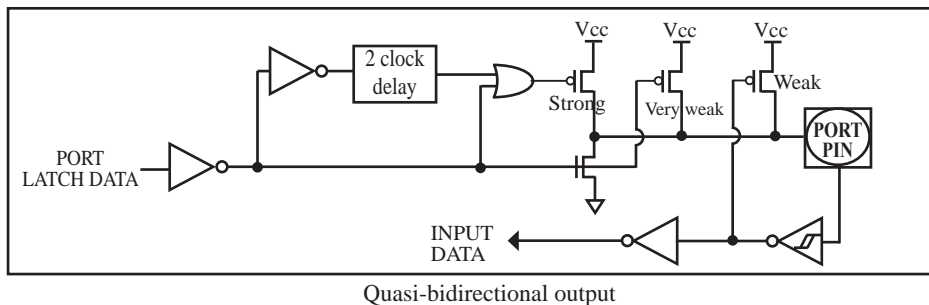 Vcc
Vcc
Vcc
2 clock
delay
Strong
Very weak
Weak
PORT
LATCH DATA
PORT
PIN
INPUT
DATA
Quasi-bidirectional output